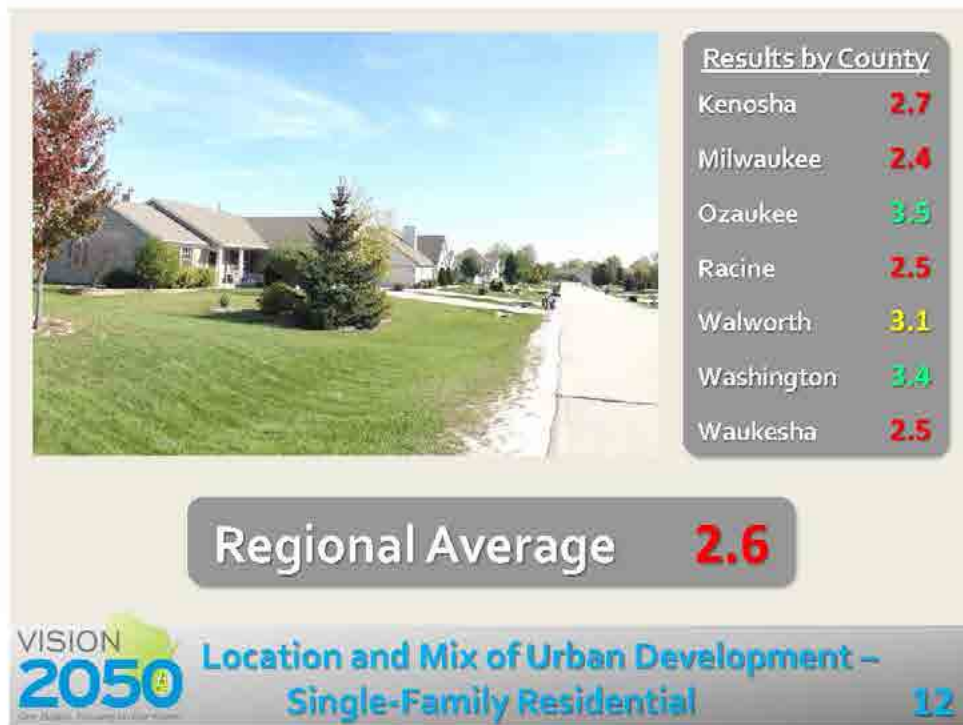 Results by County
Kenosha 2.7
Milwaukee 2.4
Ozaukee 3.5
Racine 2.5
Walworth 3.1
Washington 3.4
Waukesha 2.5
Regional Average 2.6
VISION
2050
Location and Mix of Urban Development –
Single-Family Residential
12